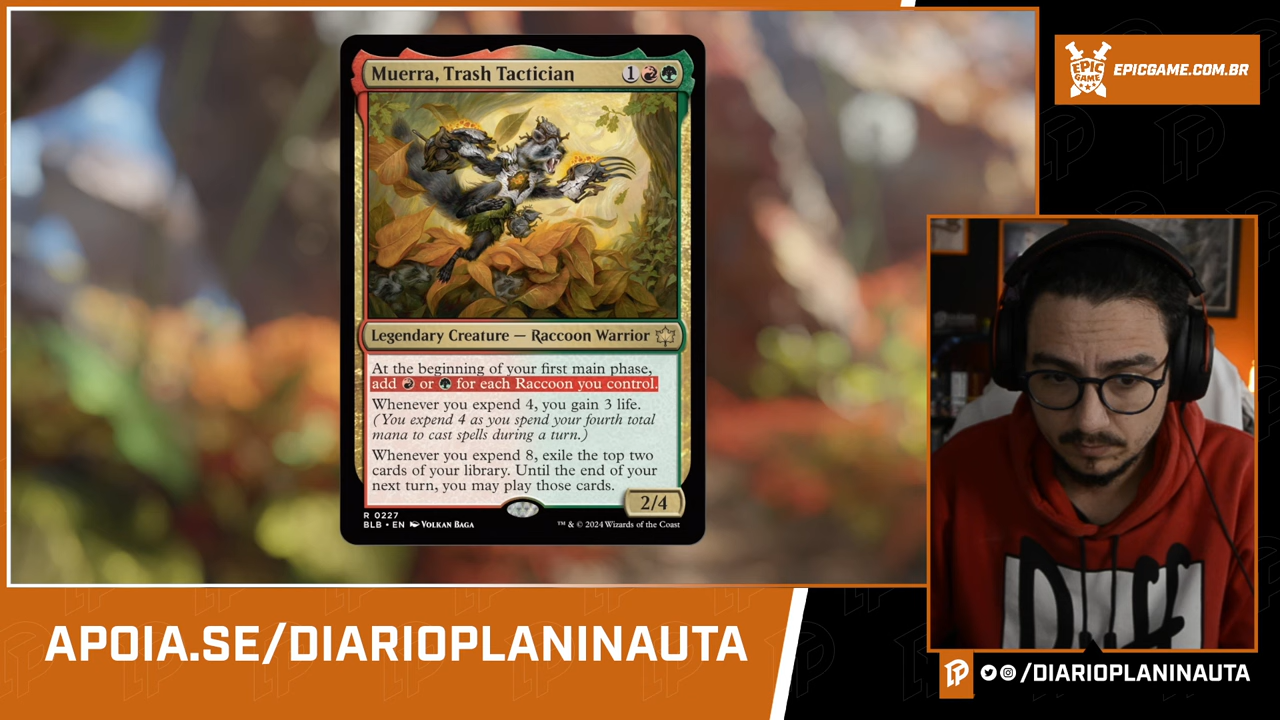 Muerra, Trash Tactician
1
Legendary Creature — Raccoon Warrior
At the beginning of your first main phase,
add or for each Raccoon you control.
Whenever you expend 4, you gain 3 life.
(You expend 4 as you spend your fourth total
mana to cast spells during a turn.)
Whenever you expend 8, exile the top two
cards of your library. Until the end of your
next turn, you may play those cards.
2/4
R 0227
BLB • EN VOLKAN BAGA
™ & © 2024 Wizards of the Coast
EPIC
GAME
EPICGAME.COM.BR
DUFF
APOIA.SE/DIARIOPLANINAUTA
/DIARIOPLANINAUTA